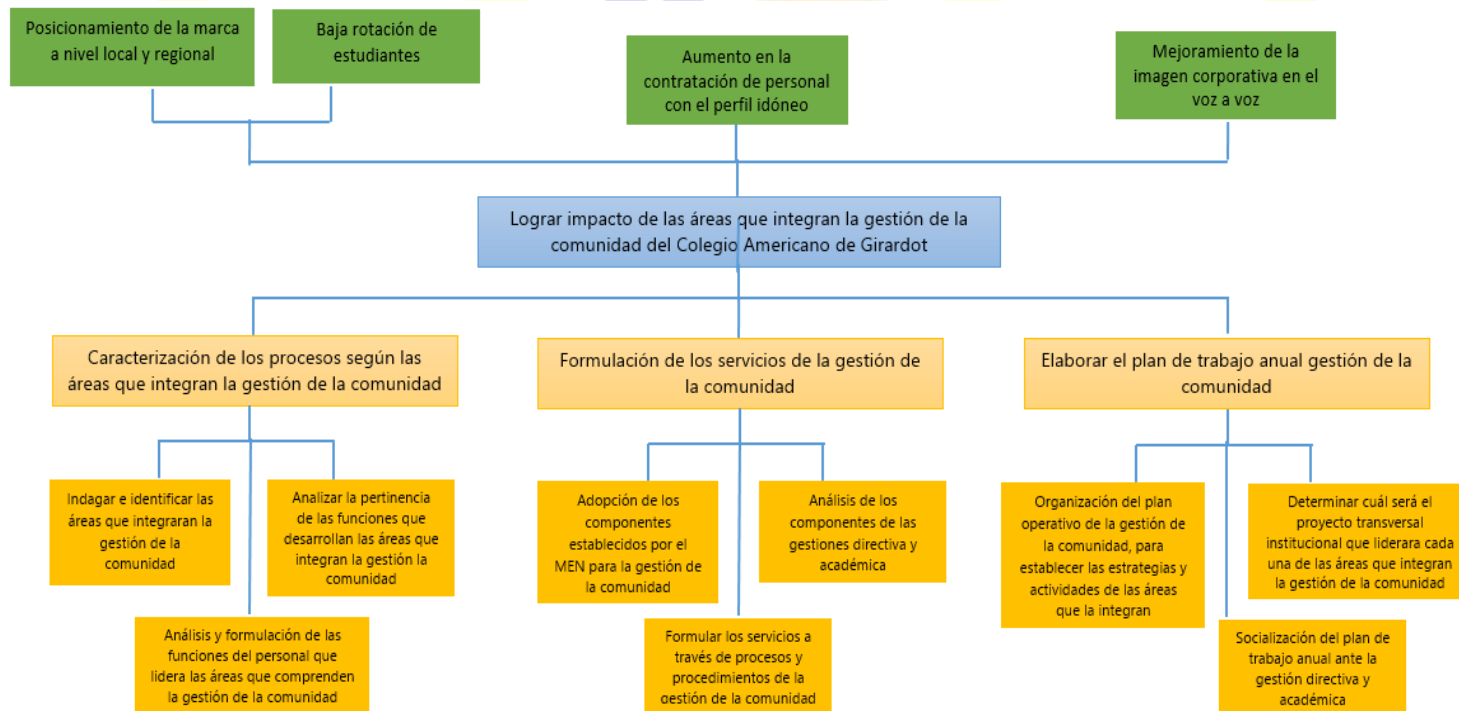 Posicionamiento de la marca
a nivel local y regional
Baja rotación de
estudiantes
Aumento en la
contratación de personal
con el perfil idóneo
Mejoramiento de la
imagen corporativa en el
voz a voz
Lograr impacto de las áreas que integran la gestión de la
comunidad del Colegio Americano de Girardot
Caracterización de los procesos según las
áreas que integran la gestión de la comunidad
Formulación de los servicios de la gestión de
la comunidad
Elaborar el plan de trabajo anual gestión de la
comunidad
Indagar e identificar las
áreas que integraran la
gestión de la
comunidad
Analizar la pertinencia
de las funciones que
desarrollan las áreas que
integran la gestión la
comunidad
Análisis y formulación de las
funciones del personal que
lidera las áreas que comprenden
la gestión de la comunidad
Adopción de los
componentes
establecidos por el
MEN para la gestión de
la comunidad
Análisis de los
componentes de las
gestiones directiva y
académica
Formular los servicios a
través de procesos y
procedimientos de la
gestión de la comunidad
Organización del plan
operativo de la gestión de
la comunidad, para
establecer las estrategias y
actividades de las áreas
que la integran
Determinar cuál será el
proyecto transversal
institucional que liderara cada
una de las áreas que integran
la gestión de la comunidad
Socialización del plan de
trabajo anual ante la
gestión directiva y
académica